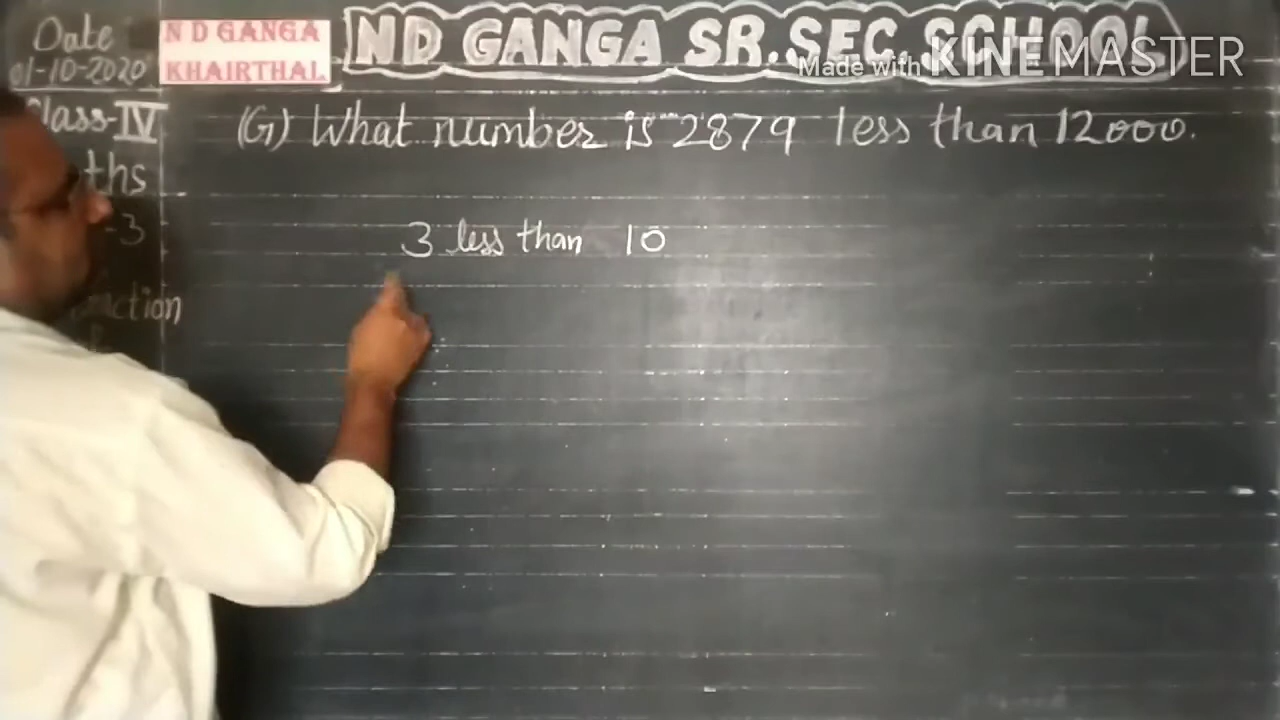 Date
01-10-2020
N D GANGA
KHAIRTHAL
ND GANGA SR. SEC. SCHOOL
Made with KINEMASTER
Class-IV
(G) What number is 2879 less than 12000.
ths
-3
3 less than 10